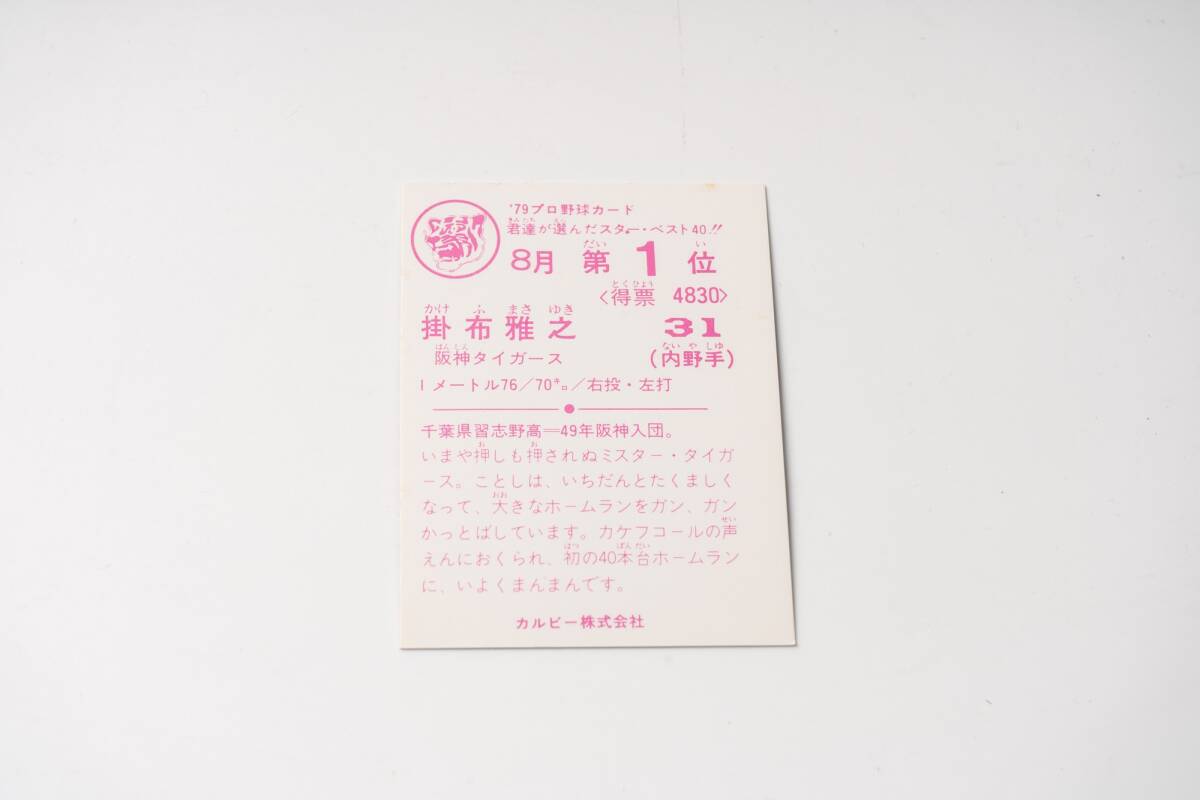 '79プロ野球カード
君達が選んだスター・ベスト40!!
8月 第1位
〈得票 4830〉
掛布雅之 31
阪神タイガース (内野手)
1メートル76/70キロ/右投・左打
千葉県習志野高=49年阪神入団。
いまや押しも押されぬミスター・タイガ
ース。ことしは、いちだんとたくましく
なって、大きなホームランをガン、ガン
かっとばしています。カケフコールの声
えんにおくられ、初の40本台ホームラン
に、いよくまんまんです。
カルビー株式会社